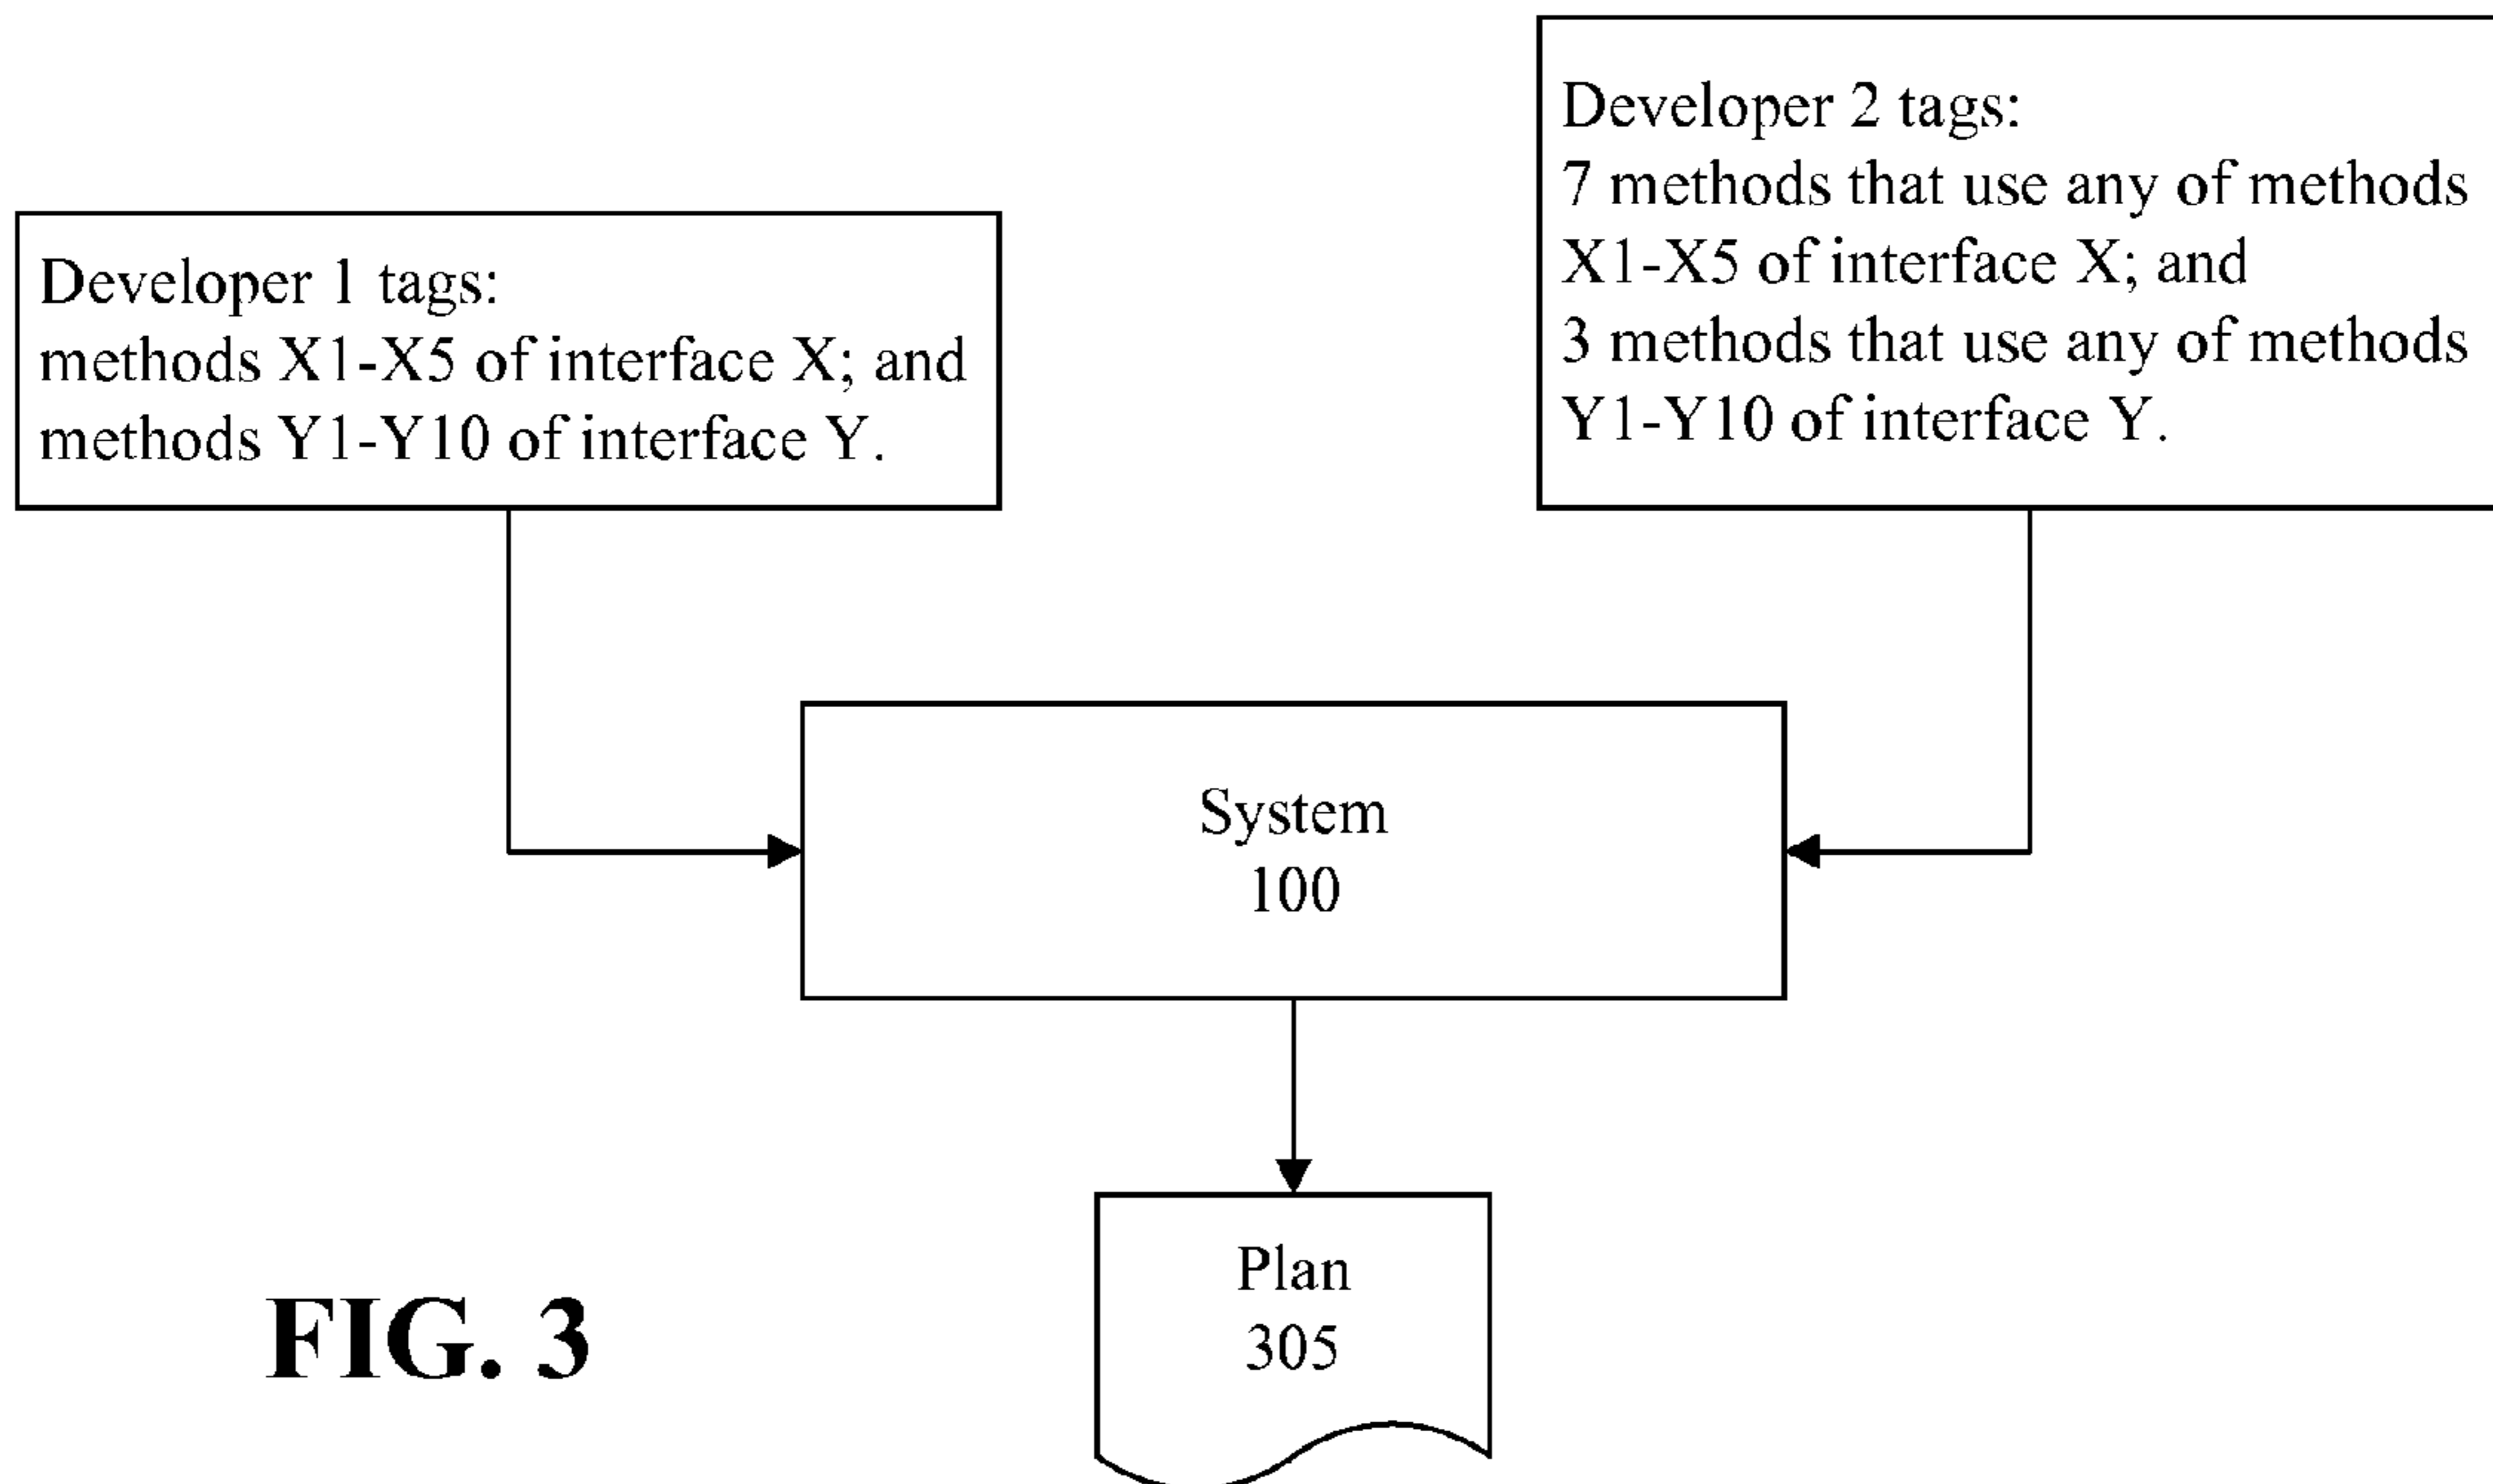 Developer 1 tags:
methods X1-X5 of interface X; and
methods Y1-Y10 of interface Y.
Developer 2 tags:
7 methods that use any of methods
X1-X5 of interface X; and
3 methods that use any of methods
Y1-Y10 of interface Y.
System
100
Plan
305
FIG. 3